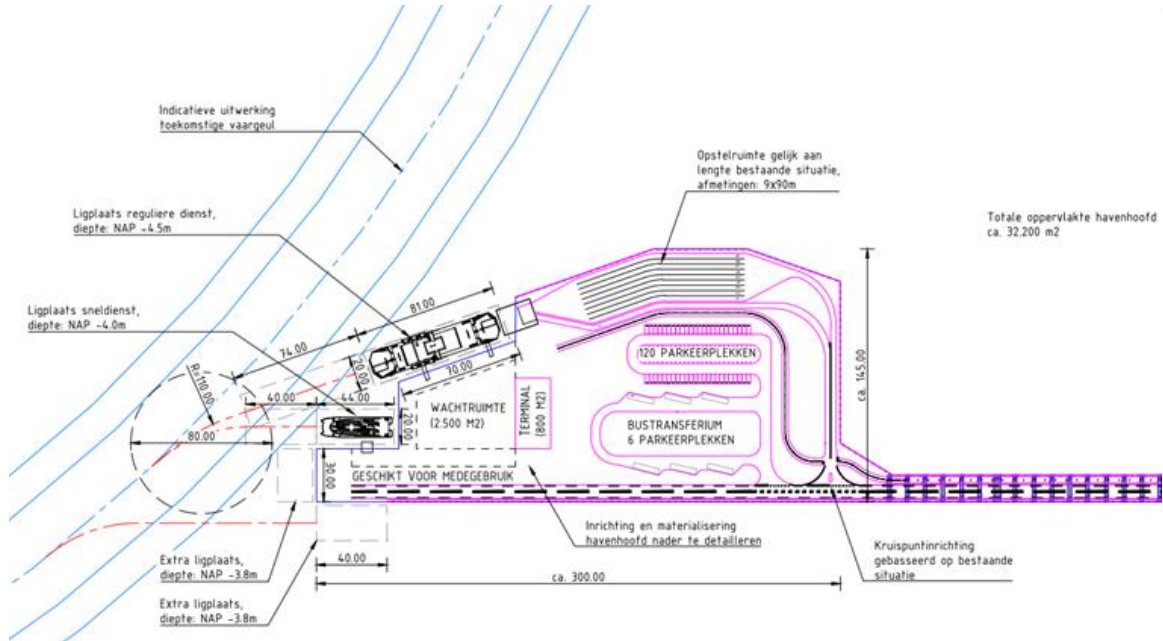 Indicatieve uitwerking
toekomstige vaargeul
Opstelruimte gelijk aan
lengte bestaande situatie,
afmetingen: 9x90m
Totale oppervlakte havenhoofd
ca. 32.200 m2
Ligplaats reguliere dienst,
diepte: NAP -4.5m
81.00
Ligplaats sneldienst,
diepte: NAP -4.0m
74.00
20.00
70.00
R=110.00
40.00
44.00
20.00
80.00
30.00
120 PARKEERPLEKKEN
WACHTRUIMTE
(2.500 M2)
TERMINAL
(800 M2)
BUSTRANSFERIUM
6 PARKEERPLEKKEN
ca. 145.00
GESCHIKT VOOR MEDEGEBRUIK
Inrichting en materialisering
havenhoofd nader te detailleren
Kruispuntinrichting
gebasseerd op bestaande
situatie
Extra ligplaats,
diepte: NAP -3.8m
40.00
ca. 300.00
Extra ligplaats,
diepte: NAP -3.8m